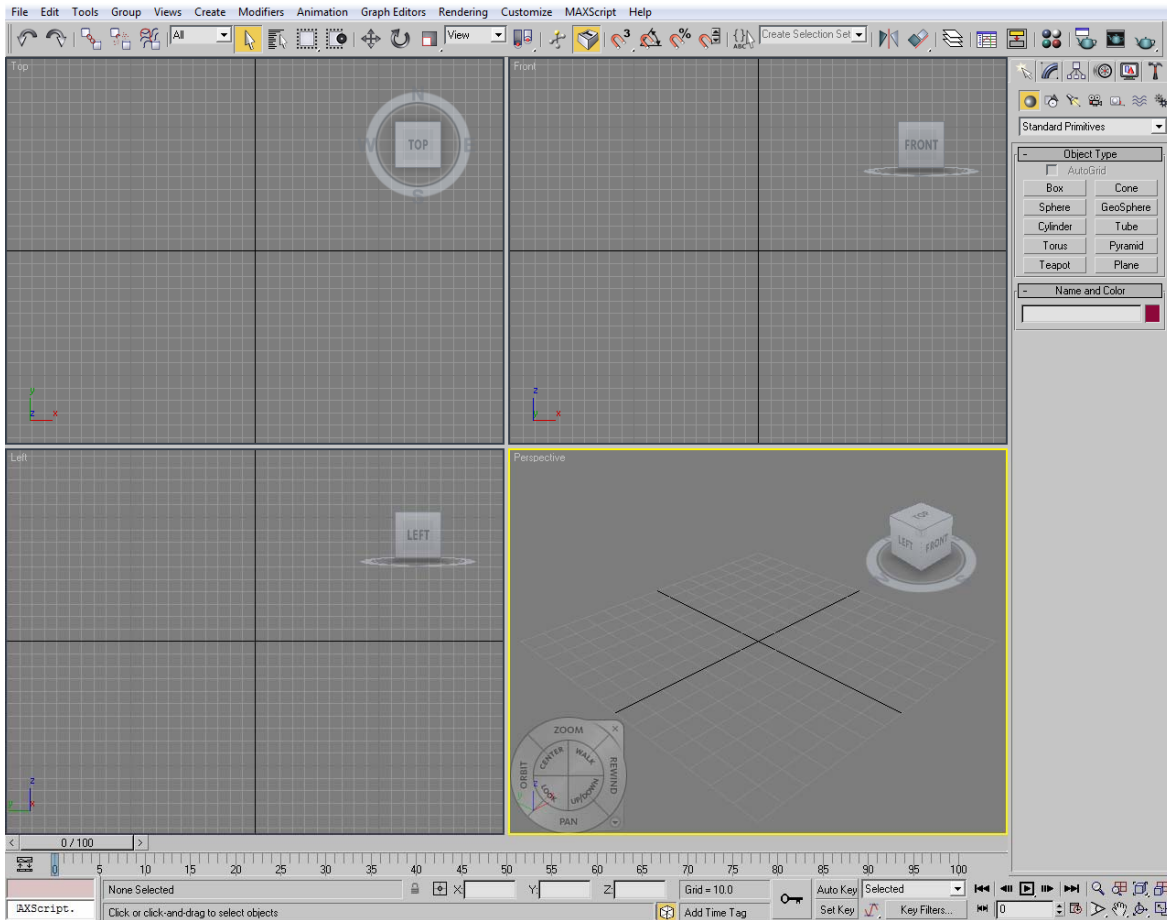 File Edit Tools Group Views Create Modifiers Animation Graph Editors Rendering Customize MAXScript Help
All View 3 % ABC Create Selection Set
Top Front
N
W TOP E FRONT
S
Standard Primitives
- Object Type
AutoGrid
Box Cone
Sphere GeoSphere
Cylinder Tube
Torus Pyramid
Teapot Plane
- Name and Color
y z
z x y x
Left Perspective
LEFT
TOP
LEFT FRONT
S S
ZOOM ×
CENTER WALK
ORBIT REWIND
LOOK UP/DOWN
PAN
z z
y x y
< 0 / 100 >
0 5 10 15 20 25 30 35 40 45 50 55 60 65 70 75 80 85 90 95 100
None Selected X: Y: Z: Grid = 10.0 Auto Key Selected
AXScript. Click or click-and-drag to select objects Add Time Tag Set Key Key Filters... 0